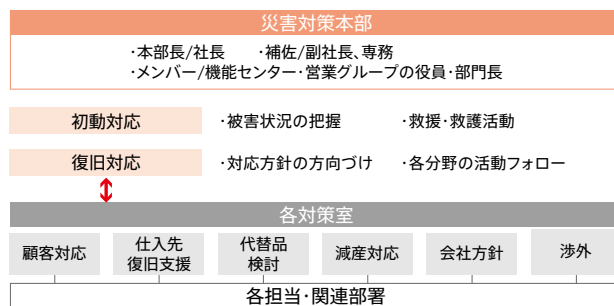 災害対策本部
・本部長/社長　・補佐/副社長、専務
・メンバー/機能センター・営業グループの役員・部門長
初動対応　・被害状況の把握　・救援・救護活動
復旧対応　・対応方針の方向づけ　・各分野の活動フォロー
各対策室
顧客対応　仕入先復旧支援　代替品検討　減産対応　会社方針　渉外
各担当・関連部署